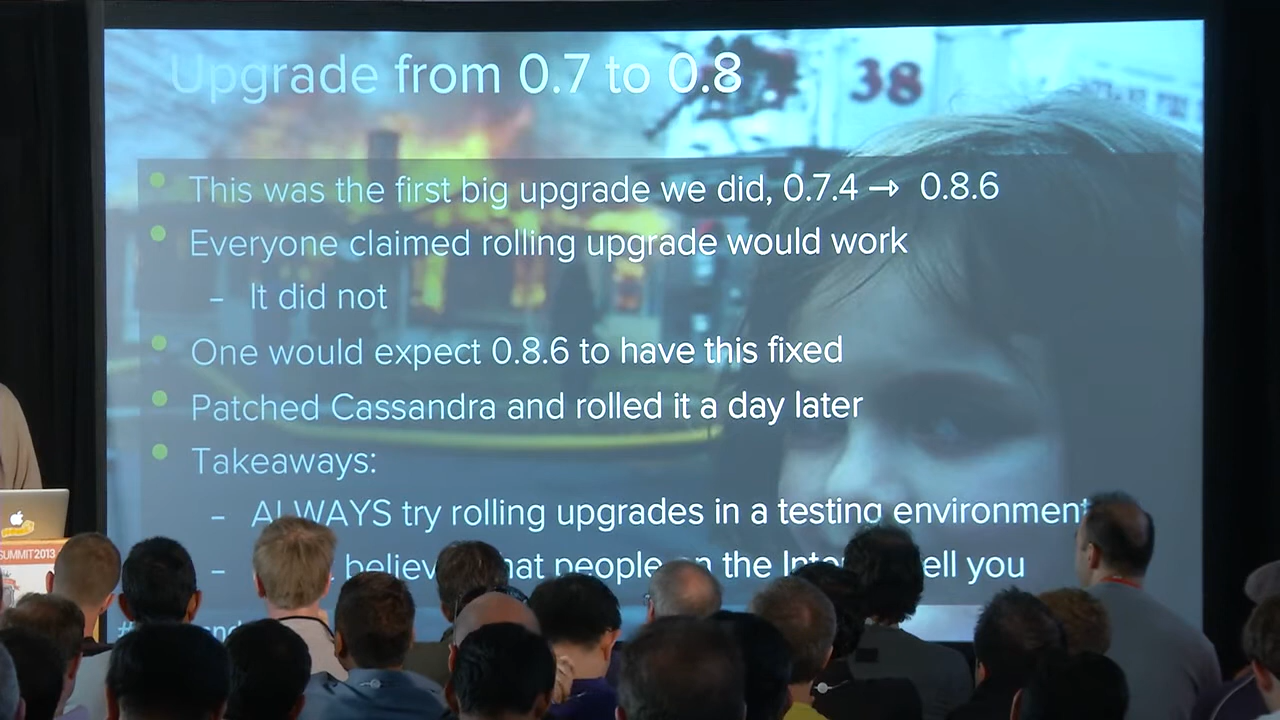 Upgrade from 0.7 to 0.8
38
• This was the first big upgrade we did, 0.7.4 → 0.8.6
• Everyone claimed rolling upgrade would work
– It did not
• One would expect 0.8.6 to have this fixed
• Patched Cassandra and rolled it a day later
• Takeaways:
– ALWAYS try rolling upgrades in a testing environment
– believe people the you
SUMMIT2013